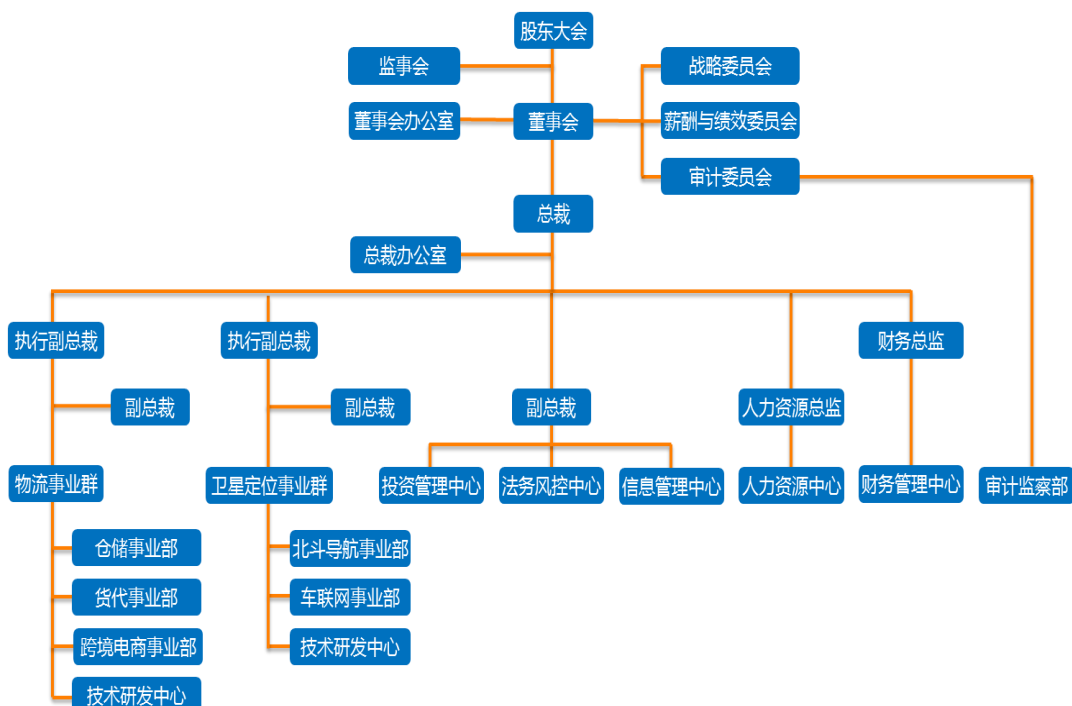 股东大会
监事会
战略委员会
董事会办公室
董事会
薪酬与绩效委员会
审计委员会
总裁
总裁办公室
执行副总裁
执行副总裁
财务总监
副总裁
副总裁
副总裁
人力资源总监
物流事业群
卫星定位事业群
投资管理中心
法务风控中心
信息管理中心
人力资源中心
财务管理中心
审计监察部
仓储事业部
北斗导航事业部
货代事业部
车联网事业部
跨境电商事业部
技术研发中心
技术研发中心